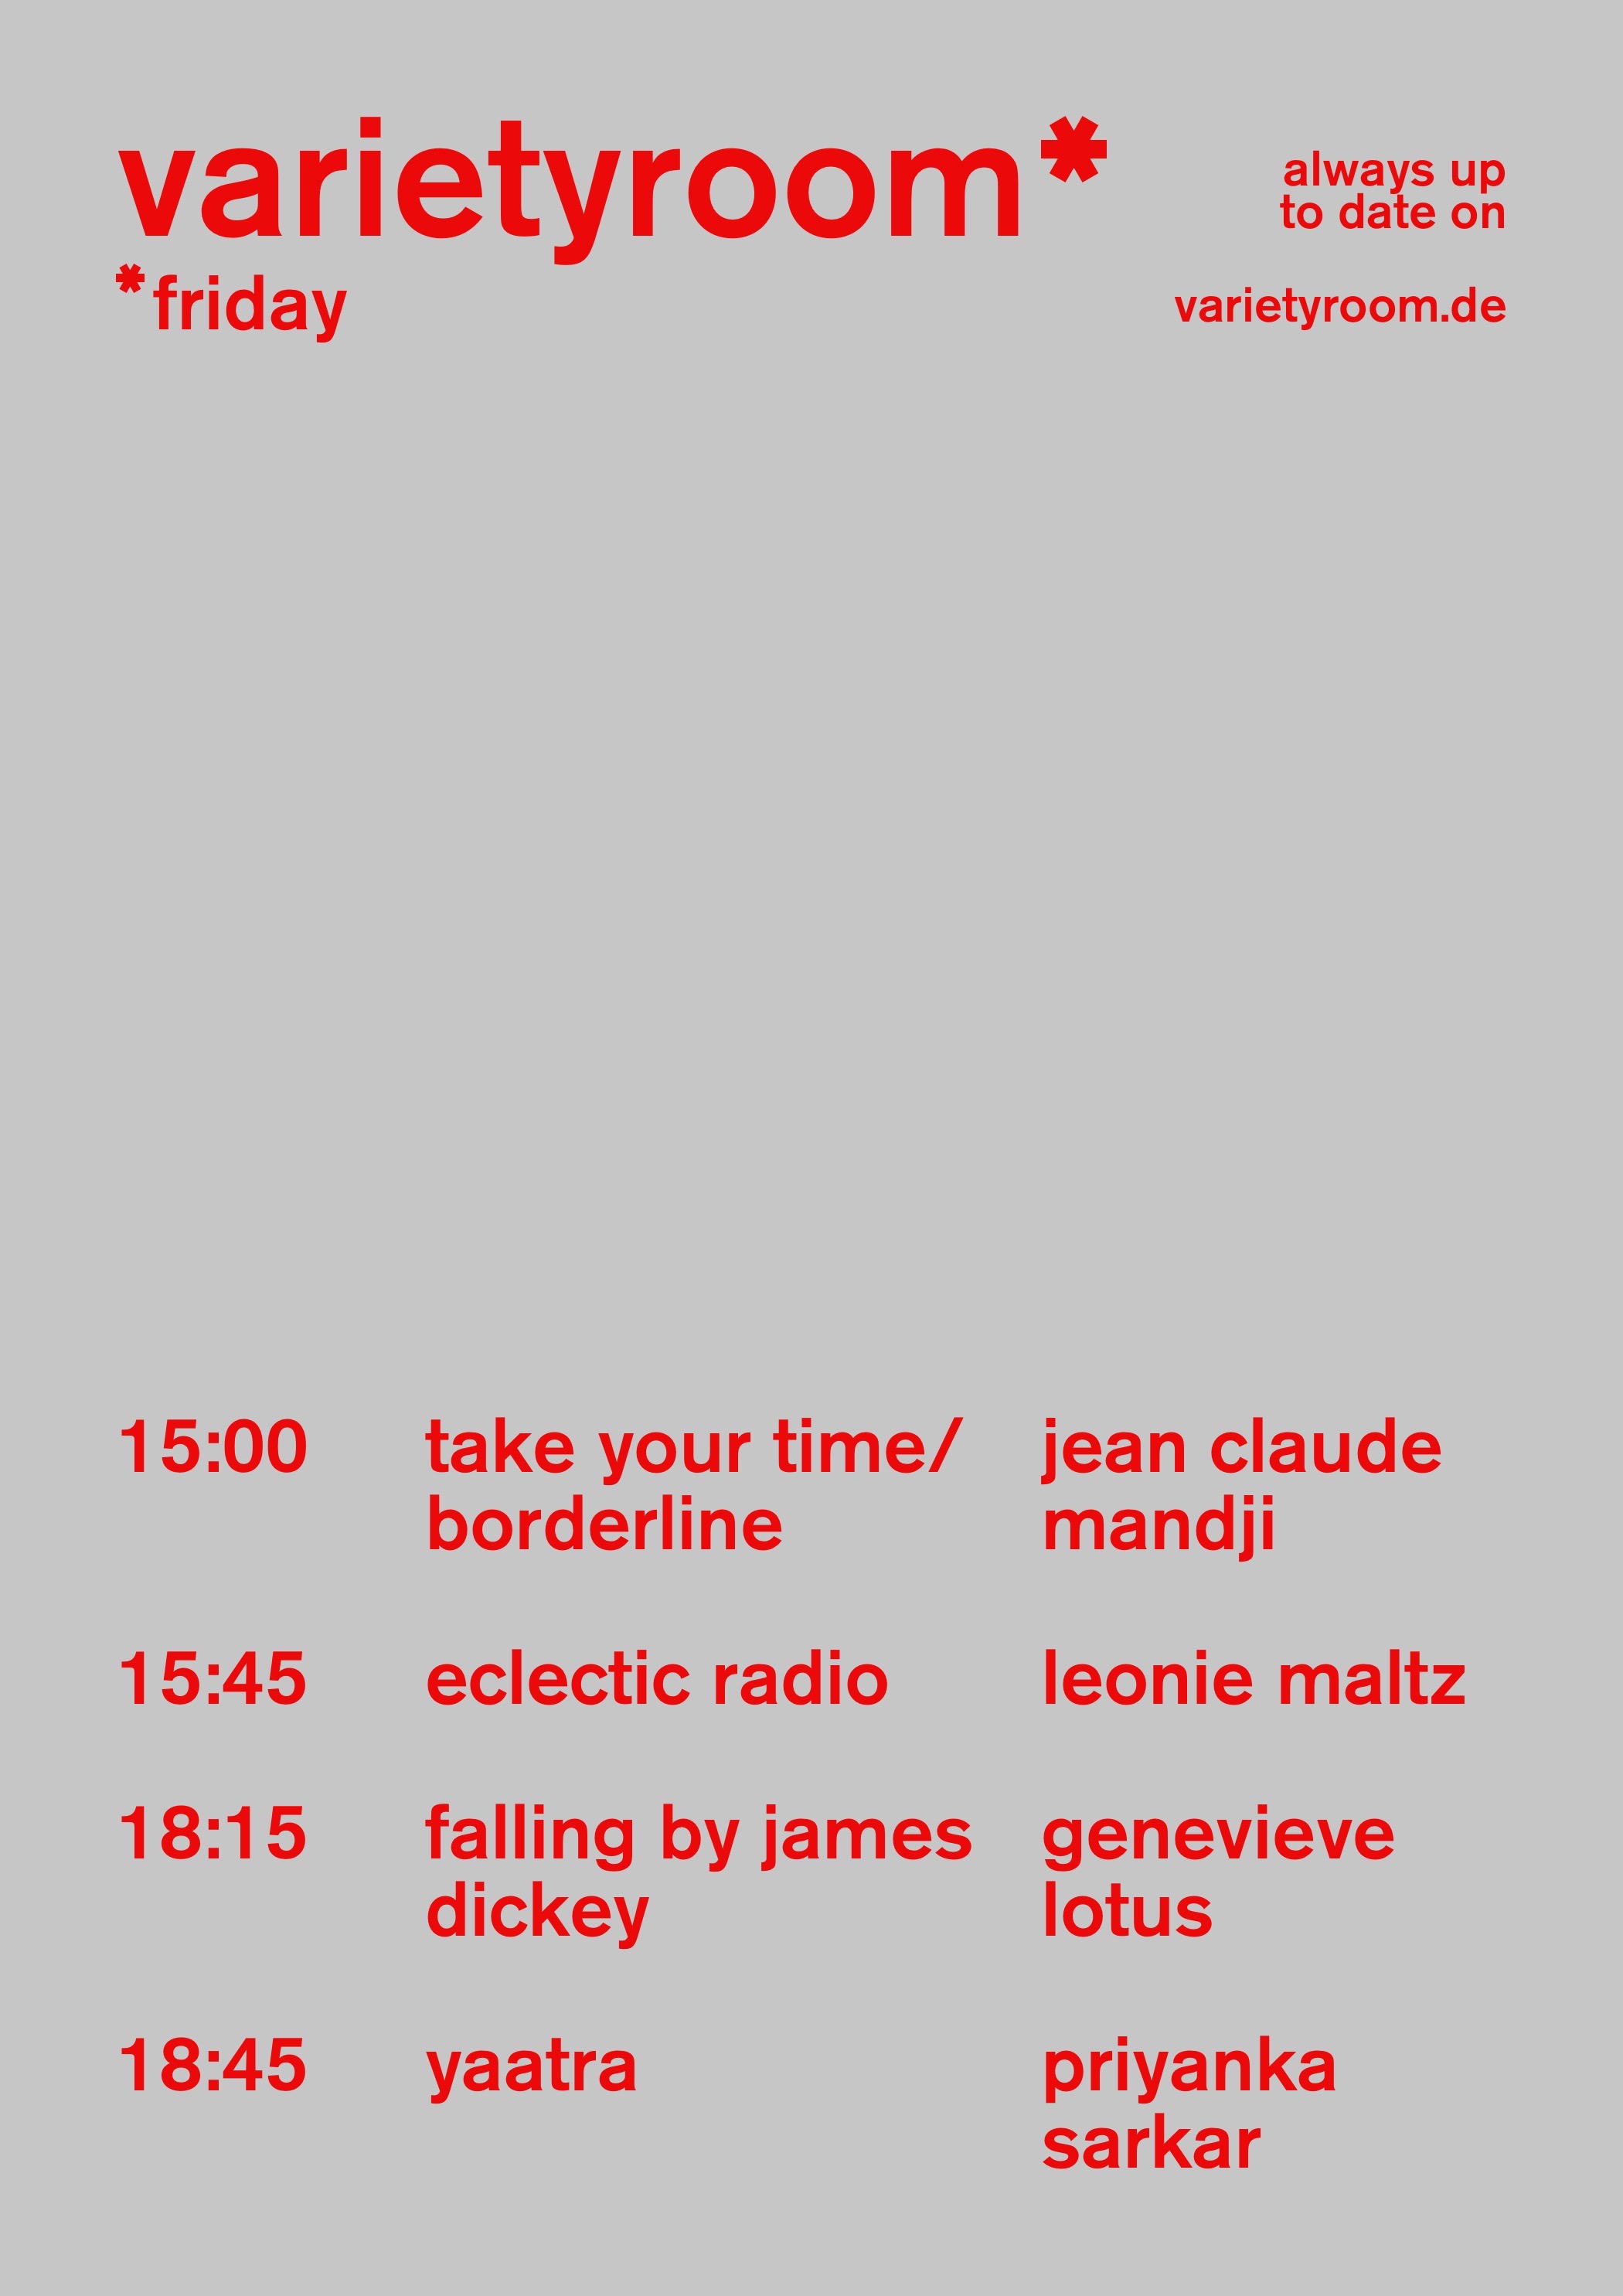 varietyroom*
*friday
always up
to date on
varietyroom.de
15:00 take your time/ jean claude
borderline mandji
15:45 eclectic radio leonie maltz
18:15 falling by james genevieve
dickey lotus
18:45 yaatra priyanka
sarkar